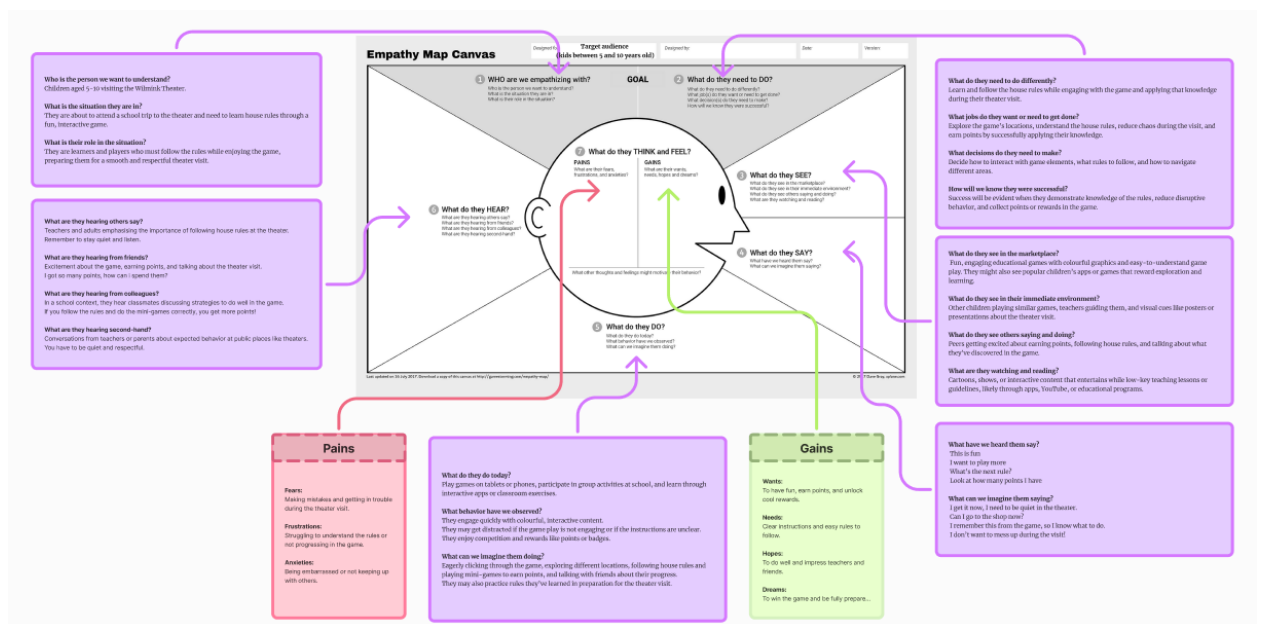 Empathy Map Canvas
Designed for:
Target audience
(kids between 5 and 10 years old)
Designed by:
Date:
Version:
Who is the person we want to understand?
Children aged 5-10 visiting the Wilmink Theater.
What is the situation they are in?
They are about to attend a school trip to the theater and need to learn house rules through a
fun, interactive game.
What is their role in the situation?
They are learners and players who must follow the rules while enjoying the game,
preparing them for a smooth and respectful theater visit.
What are they hearing others say?
Teachers and adults emphasising the importance of following house rules at the theater.
Remember to stay quiet and listen.
What are they hearing from friends?
Excitement about the game, earning points, and talking about the theater visit.
I got so many points, how can i spend them?
What are they hearing from colleagues?
In a school context, they hear classmates discussing strategies to do well in the game.
If you follow the rules and do the mini-games correctly, you get more points!
What are they hearing second-hand?
Conversations from teachers or parents about expected behavior at public places like theaters.
You have to be quiet and respectful.
1 WHO are we empathizing with?
Who is the person we want to understand?
What is the situation they are in?
What is their role in the situation?
GOAL
2 What do they need to DO?
What do they need to do differently?
What job(s) do they want or need to get done?
What decision(s) do they need to make?
How will we know they were successful?
7 What do they THINK and FEEL?
PAINS
What are their fears,
frustrations, and anxieties?
GAINS
What are their wants,
needs, hopes and dreams?
3 What do they SEE?
What do they see in the marketplace?
What do they see in their immediate environment?
What do they see others saying and doing?
What are they watching and reading?
6 What do they HEAR?
What are they hearing others say?
What are they hearing from friends?
What are they hearing from colleagues?
What are they hearing second-hand?
4 What do they SAY?
What have we heard them say?
What can we imagine them saying?
What other thoughts and feelings might motivate their behavior?
5 What do they DO?
What do they do today?
What behavior have we observed?
What can we imagine them doing?
Last updated on 16 July 2017. Download a copy of this canvas at http://gamestorming.com/empathy-map/
© 2017 Dave Gray, xplane.com
What do they need to do differently?
Learn and follow the house rules while engaging with the game and applying that knowledge
during their theater visit.
What jobs do they want or need to get done?
Explore the game's locations, understand the house rules, reduce chaos during the visit, and
earn points by successfully applying their knowledge.
What decisions do they need to make?
Decide how to interact with game elements, what rules to follow, and how to navigate
different areas.
How will we know they were successful?
Success will be evident when they demonstrate knowledge of the rules, reduce disruptive
behavior, and collect points or rewards in the game.
What do they see in the marketplace?
Fun, engaging educational games with colourful graphics and easy-to-understand game
play. They might also see popular children's apps or games that reward exploration and
learning.
What do they see in their immediate environment?
Other children playing similar games, teachers guiding them, and visual cues like posters or
presentations about the theater visit.
What do they see others saying and doing?
Peers getting excited about earning points, following house rules, and talking about what
they've discovered in the game.
What are they watching and reading?
Cartoons, shows, or interactive content that entertains while low-key teaching lessons or
guidelines, likely through apps, YouTube, or educational programs.
What have we heard them say?
This is fun
I want to play more
What's the next rule?
Look at how many points I have
What can we imagine them saying?
I get it now, I need to be quiet in the theater.
Can I go to the shop now?
I remember this from the game, so I know what to do.
I don't want to mess up during the visit!
Pains
Fears:
Making mistakes and getting in trouble
during the theater visit.
Frustrations:
Struggling to understand the rules or
not progressing in the game.
Anxieties:
Being embarrassed or not keeping up
with others.
What do they do today?
Play games on tablets or phones, participate in group activities at school, and learn through
interactive apps or classroom exercises.
What behavior have we observed?
They engage quickly with colourful, interactive content.
They may get distracted if the game play is not engaging or if the instructions are unclear.
They enjoy competition and rewards like points or badges.
What can we imagine them doing?
Eagerly clicking through the game, exploring different locations, following house rules and
playing mini-games to earn points, and talking with friends about their progress.
They may also practice rules they've learned in preparation for the theater visit.
Gains
Wants:
To have fun, earn points, and unlock
cool rewards.
Needs:
Clear instructions and easy rules to
follow.
Hopes:
To do well and impress teachers and
friends.
Dreams:
To win the game and be fully prepare...